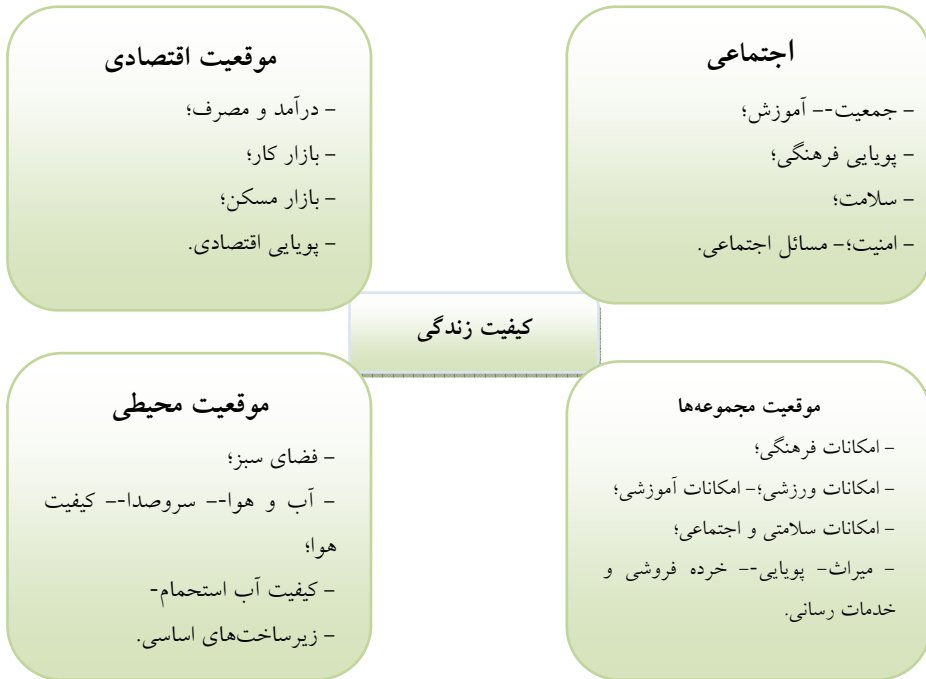 اجتماعی
– جمعیت-– آموزش؛
– پویایی فرهنگی؛
– سلامت؛
– امنیت؛– مسائل اجتماعی.
موقعیت اقتصادی
– درآمد و مصرف؛
– بازار کار؛
– بازار مسکن؛
– پویایی اقتصادی.
کیفیت زندگی
موقعیت مجموعه‌ها
– امکانات فرهنگی؛
– امکانات ورزشی؛– امکانات آموزشی؛
– امکانات سلامتی و اجتماعی؛
– میراث– پویایی-– خرده فروشی و
خدمات رسانی.
موقعیت محیطی
– فضای سبز؛
– آب و هوا-– سروصدا-– کیفیت
هوا؛
– کیفیت آب استحمام-
– زیرساخت‌های اساسی.